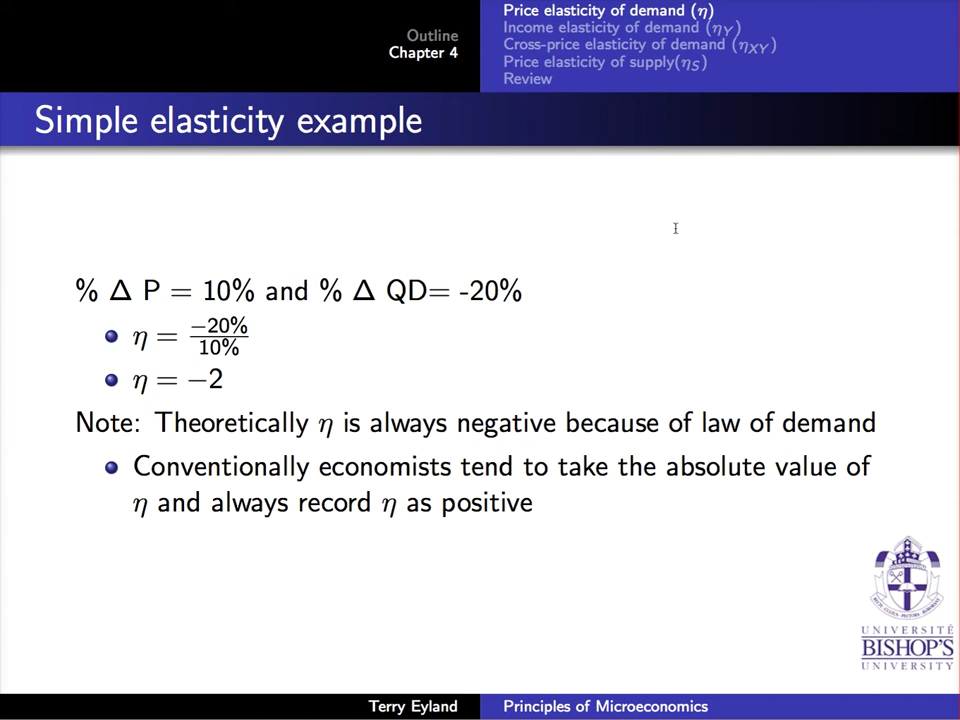 Outline
Chapter 4
Price elasticity of demand (η)
Income elasticity of demand (η_Y)
Cross-price elasticity of demand (η_XY)
Price elasticity of supply(η_S)
Review
Simple elasticity example
% Δ P = 10% and % Δ QD= -20%
η = −20%/10%
η = −2
Note: Theoretically η is always negative because of law of demand
Conventionally economists tend to take the absolute value of
η and always record η as positive
UNIVERSITÉ
BISHOP'S
UNIVERSITY
Terry Eyland
Principles of Microeconomics